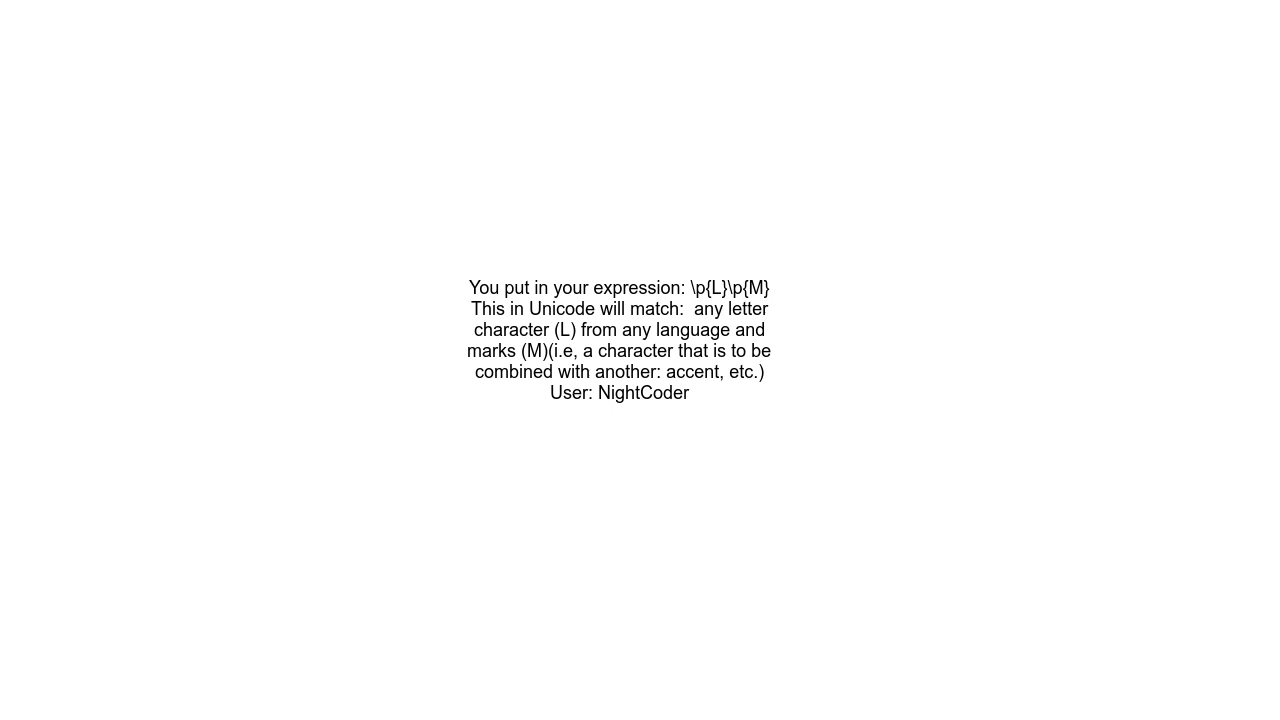 You put in your expression: \p{L}\p{M}
This in Unicode will match:  any letter
character (L) from any language and
marks (M)(i.e, a character that is to be
combined with another: accent, etc.)
User: NightCoder